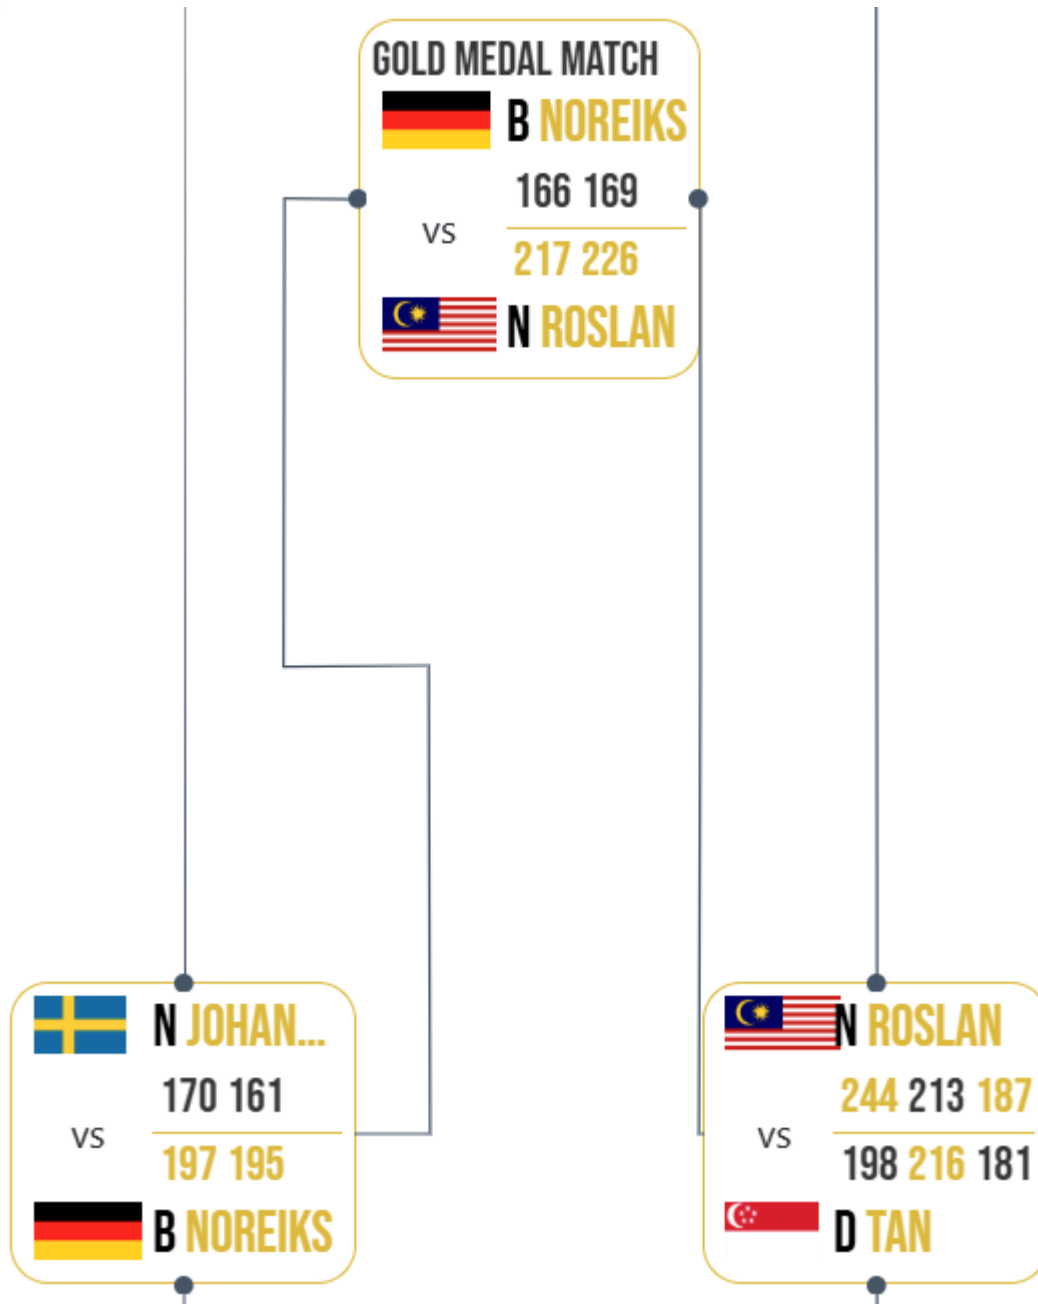 GOLD MEDAL MATCH
B NOREIKS
166 169
VS
217 226
N ROSLAN
N JOHAN...
170 161
VS
197 195
B NOREIKS
N ROSLAN
244 213 187
VS
198 216 181
D TAN